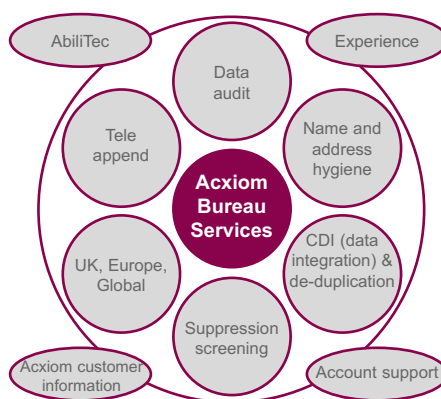 AbiliTec
Experience
Data
audit
Tele
append
Name and
address
hygiene
Acxiom
Bureau
Services
UK, Europe,
Global
CDI (data
integration) &
de-duplication
Suppression
screening
Acxiom customer
information
Account support